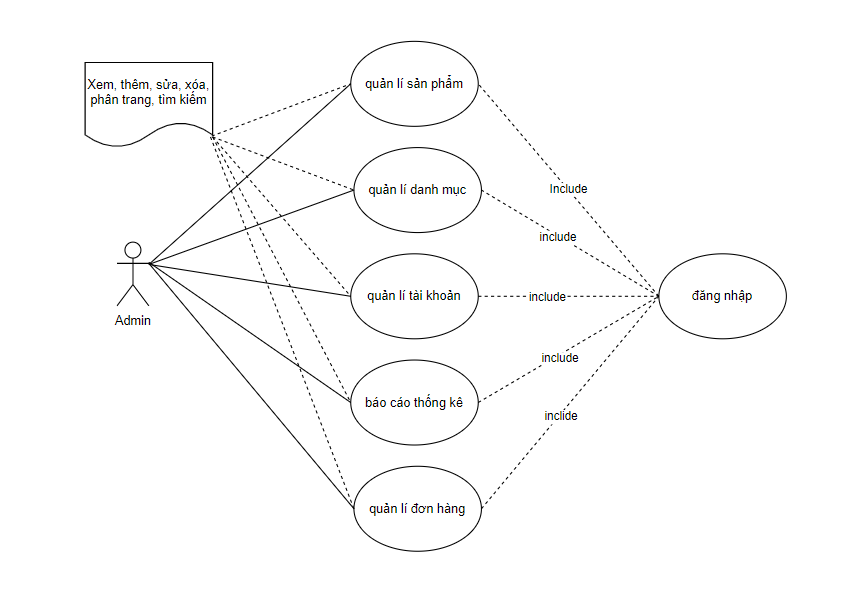 Xem, thêm, sửa, xóa,
phân trang, tìm kiếm
quản lí sản phẩm
Include
quản lí danh mục
include
Admin
quản lí tài khoản
include
đăng nhập
báo cáo thống kê
include
quản lí đơn hàng
inclide